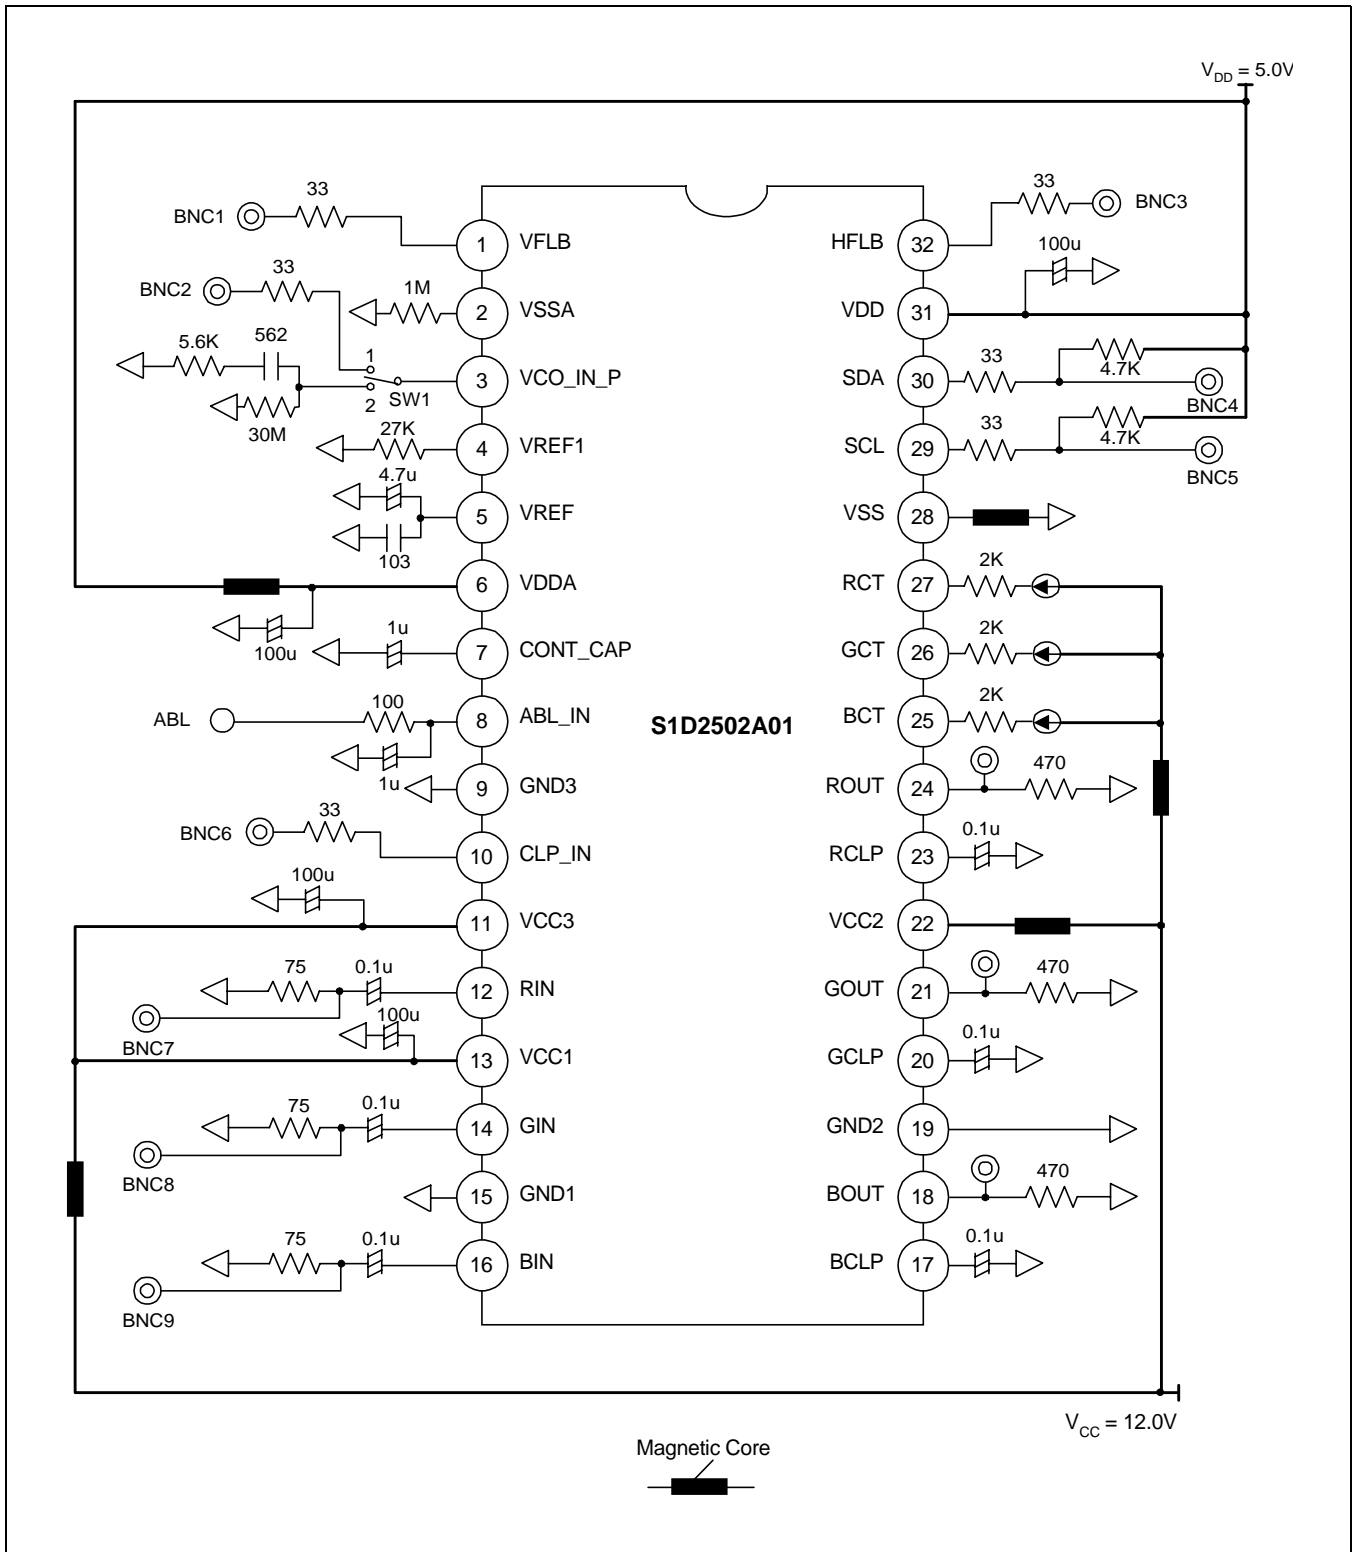 V_DD = 5.0V
BNC1 33
1 VFLB
BNC2 33
1M
2 VSSA
5.6K 562
1
3 VCO_IN_P
2 SW1
30M
27K
4 VREF1
4.7u
5 VREF
103
6 VDDA
100u
1u
7 CONT_CAP
ABL 100
8 ABL_IN
1u
9 GND3
BNC6 33
10 CLP_IN
100u
11 VCC3
75 0.1u
12 RIN
BNC7
100u
13 VCC1
75 0.1u
14 GIN
BNC8
15 GND1
75 0.1u
16 BIN
BNC9
S1D2502A01
33 BNC3
HFLB 32
100u
VDD 31
33 4.7K
SDA 30
BNC4
33 4.7K
SCL 29
BNC5
VSS 28
2K
RCT 27
2K
GCT 26
2K
BCT 25
470
ROUT 24
0.1u
RCLP 23
VCC2 22
470
GOUT 21
0.1u
GCLP 20
GND2 19
470
BOUT 18
0.1u
BCLP 17
V_CC = 12.0V
Magnetic Core